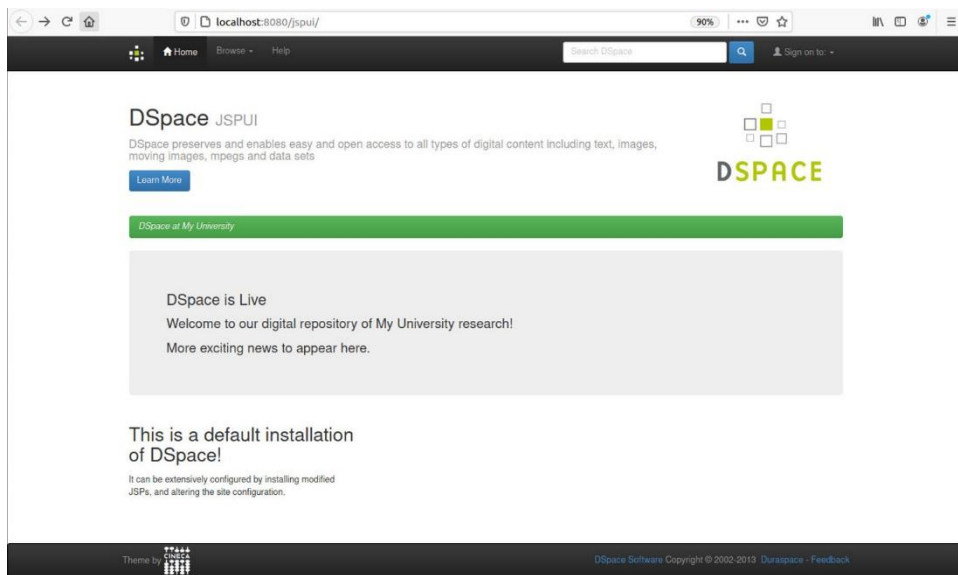 localhost:8080/jspui/
90%
Home Browse Help
Search DSpace
Sign on to:
DSpace JSPUI
DSpace preserves and enables easy and open access to all types of digital content including text, images,
moving images, mpegs and data sets
Learn More
DSPACE
DSpace at My University
DSpace is Live
Welcome to our digital repository of My University research!
More exciting news to appear here.
This is a default installation
of DSpace!
It can be extensively configured by installing modified
JSPs, and altering the site configuration.
Theme by CINECA
DSpace Software Copyright © 2002-2013 Duraspace - Feedback